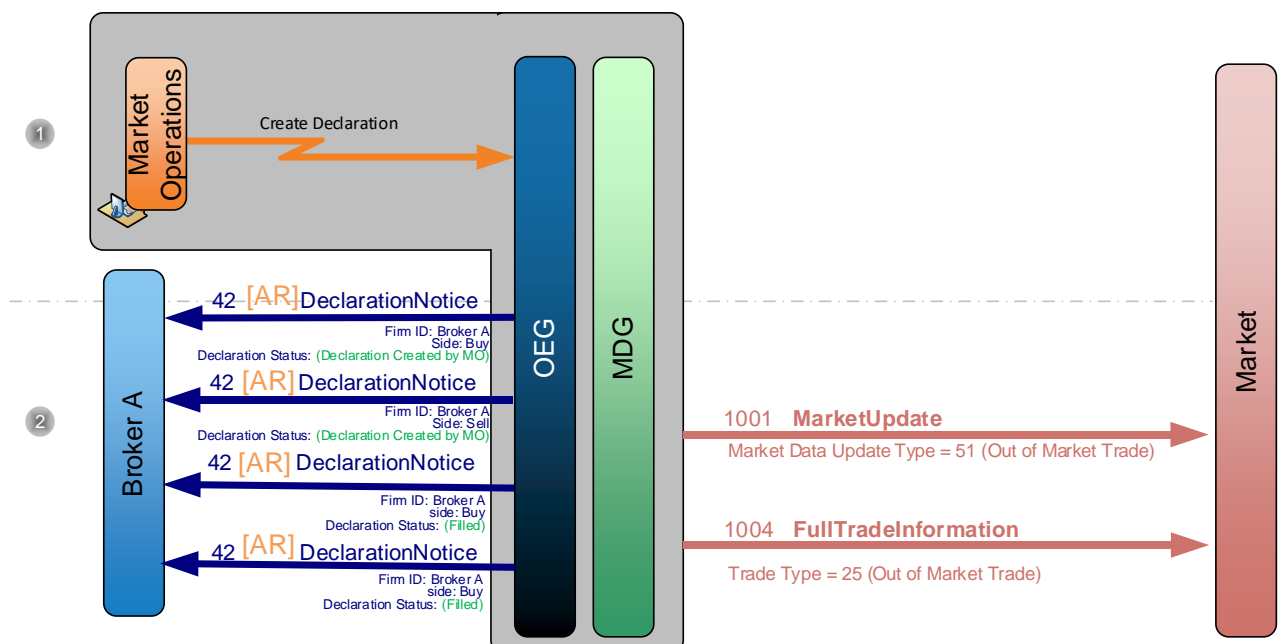 Market
Operations
1
Create Declaration
42 [AR] DeclarationNotice
Firm ID: Broker A
Side: Buy
Declaration Status: (Declaration Created by MO)
42 [AR] DeclarationNotice
Firm ID: Broker A
Side: Sell
Declaration Status: (Declaration Created by MO)
42 [AR] DeclarationNotice
Firm ID: Broker A
side: Buy
Declaration Status: (Filled)
42 [AR] DeclarationNotice
Firm ID: Broker A
side: Buy
Declaration Status: (Filled)
2
Broker A
OEG
MDG
1001 MarketUpdate
Market Data Update Type = 51 (Out of Market Trade)
1004 FullTradeInformation
Trade Type = 25 (Out of Market Trade)
Market